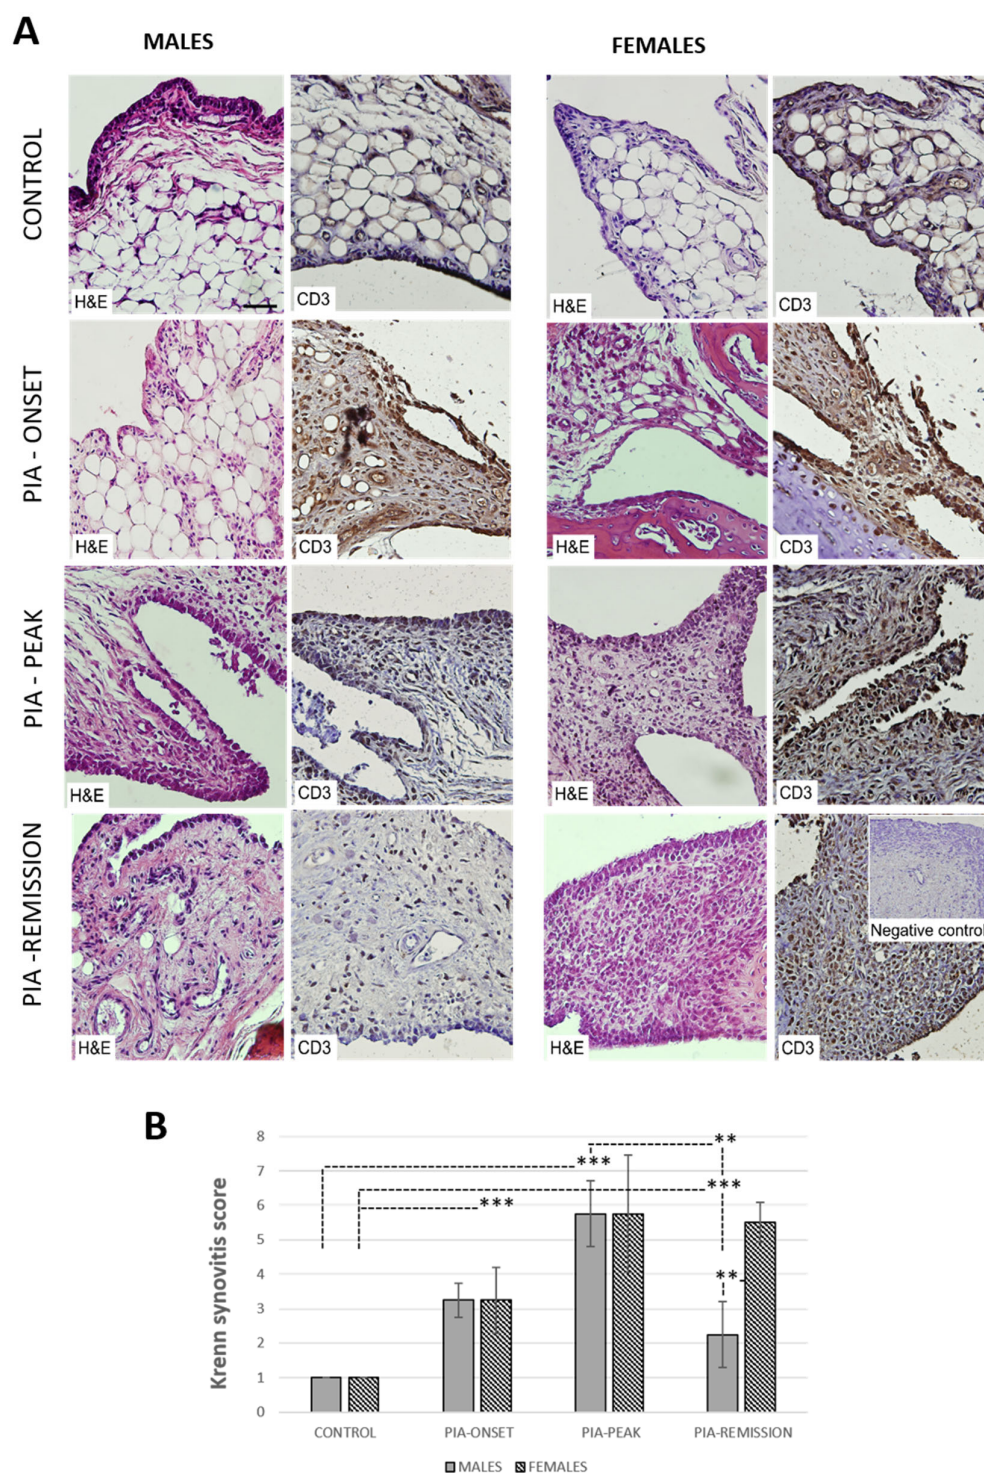 A
MALES
FEMALES
CONTROL
H&E
CD3
H&E
CD3
PIA - ONSET
H&E
CD3
H&E
CD3
PIA - PEAK
H&E
CD3
H&E
CD3
PIA -REMISSION
H&E
CD3
H&E
CD3
Negative control
B
Krenn synovitis score
8
7
6
5
4
3
2
1
0
**
***
***
***
**
CONTROL
PIA-ONSET
PIA-PEAK
PIA-REMISSION
MALES
FEMALES